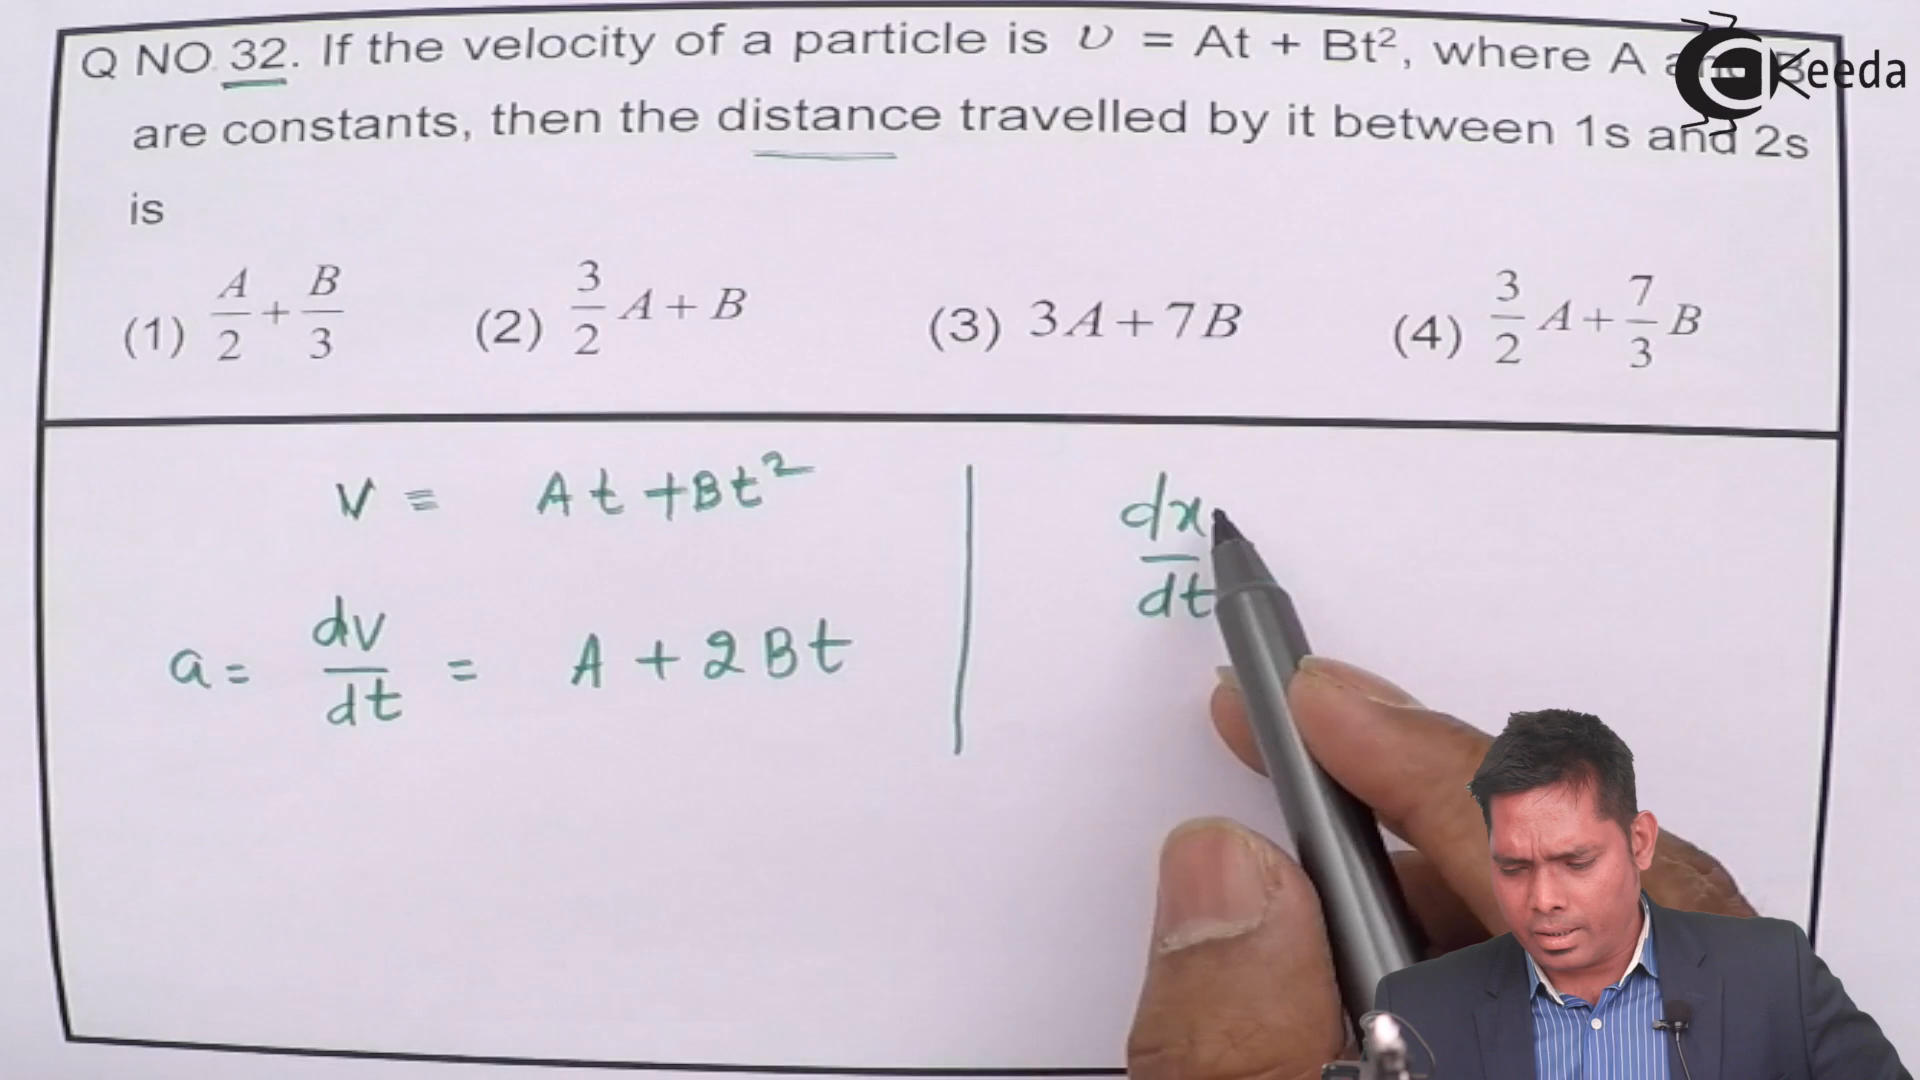 Q NO. 32. If the velocity of a particle is υ = At + Bt², where A and B
are constants, then the distance travelled by it between 1s and 2s
is
(1) A/2 + B/3 (2) 3/2 A + B (3) 3A + 7B (4) 3/2 A + 7/3 B
V = At + Bt²
a = dv/dt = A + 2Bt
dx/dt
Keeda